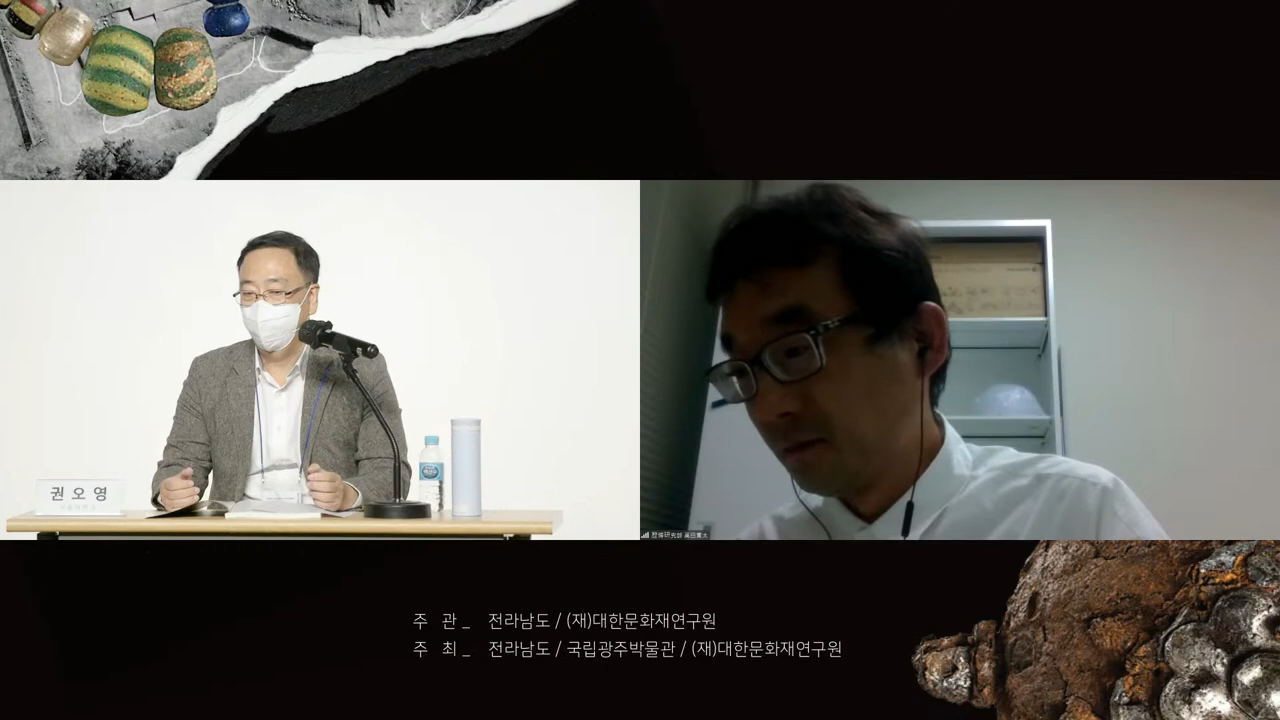 권 오 영
주 관 _ 전라남도 / (재)대한문화재연구원
주 최 _ 전라남도 / 국립광주박물관 / (재)대한문화재연구원